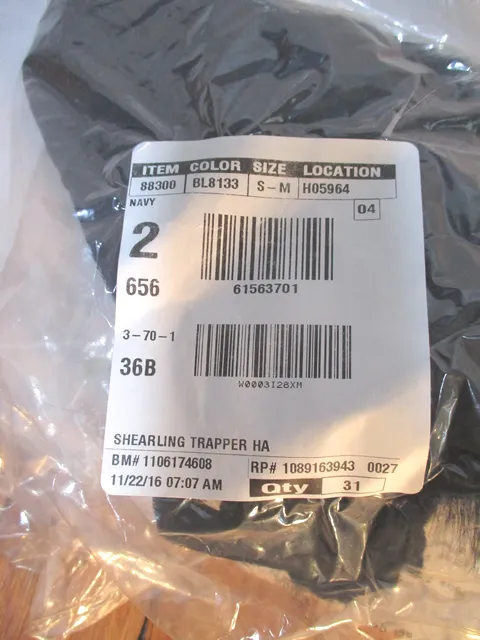 ITEM COLOR SIZE LOCATION
88300 BL8133 S-M H05964
NAVY
04
2
61563701
656
3-70-1
36B
W0003I28XM
SHEARLING TRAPPER HA
BM# 1106174608 RP# 1089163943 0027
11/22/16 07:07 AM Qty 31